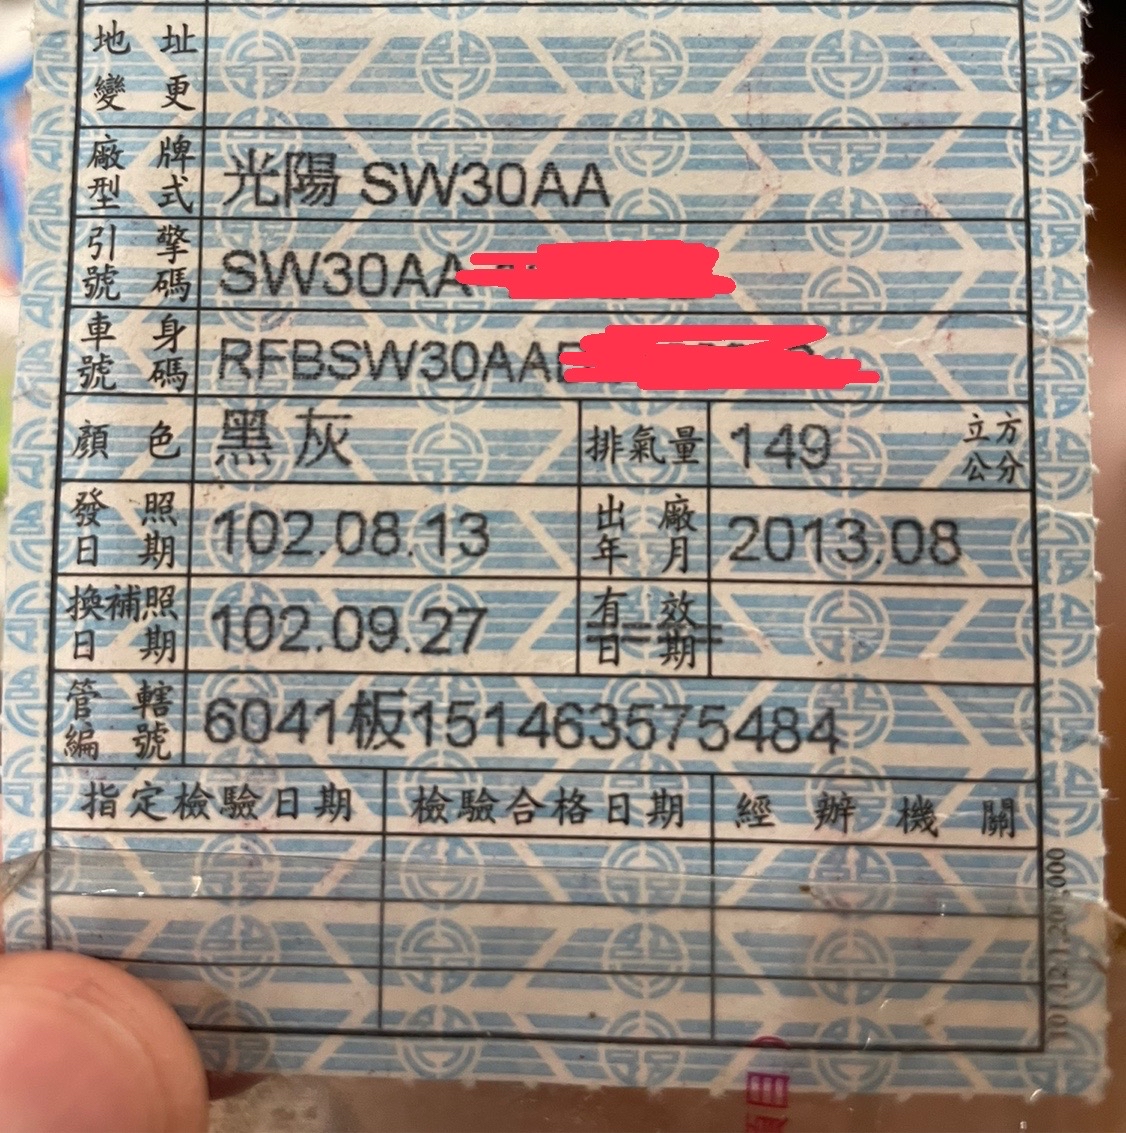 地址
變更
廠牌
型式
光陽 SW30AA
引擎
號碼
SW30AA
車身
號碼
RFBSW30AA
顏色
黑灰
排氣量
149
立方
公分
發照
日期
102.08.13
出廠
年月
2013.08
換補照
日期
102.09.27
有效
日期
管轄
編號
6041板151463575484
指定檢驗日期
檢驗合格日期
經辦機關